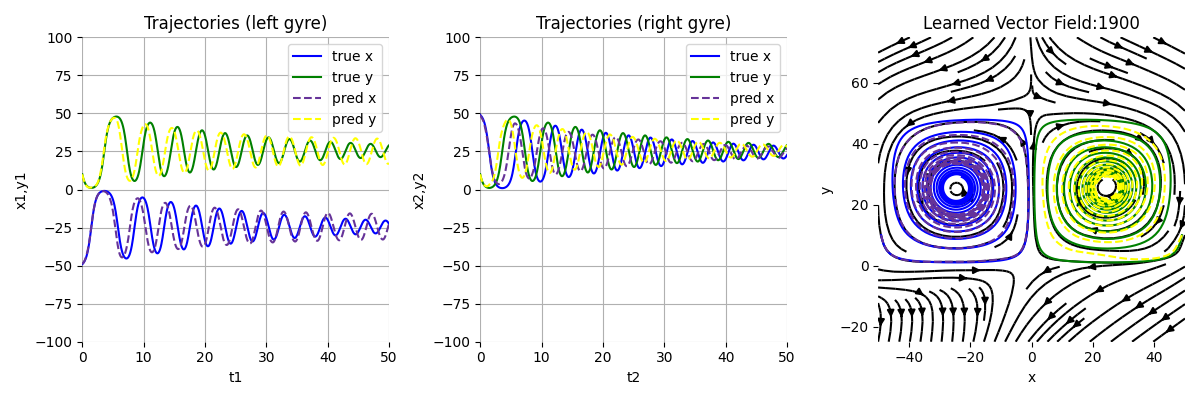 Trajectories (left gyre)
100
75
50
25
0
−25
−50
−75
−100
x1,y1
0
10
20
30
40
50
t1
true x
true y
pred x
pred y
Trajectories (right gyre)
100
75
50
25
0
−25
−50
−75
−100
x2,y2
0
10
20
30
40
50
t2
true x
true y
pred x
pred y
Learned Vector Field:1900
60
40
20
0
−20
y
−40
−20
0
20
40
x